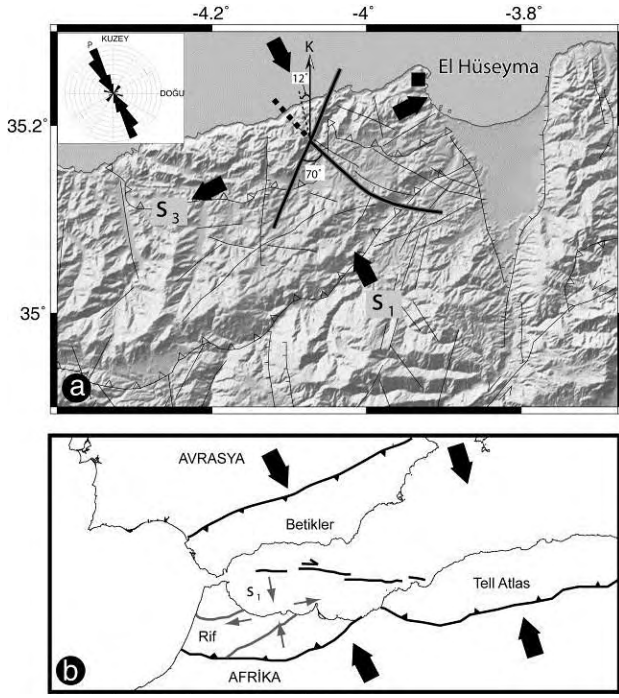 -4.2° -4° -3.8°
KUZEY
P
DOĞU
K
12°
El Hüseyma
35.2°
70°
S3
S1
35°
a
AVRASYA
Betikler
Tell Atlas
S1
Rif
AFRİKA
b